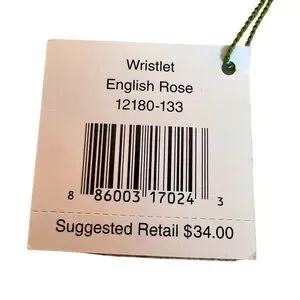 Wristlet
English Rose
12180-133
8 86003 17024 3
Suggested Retail $34.00